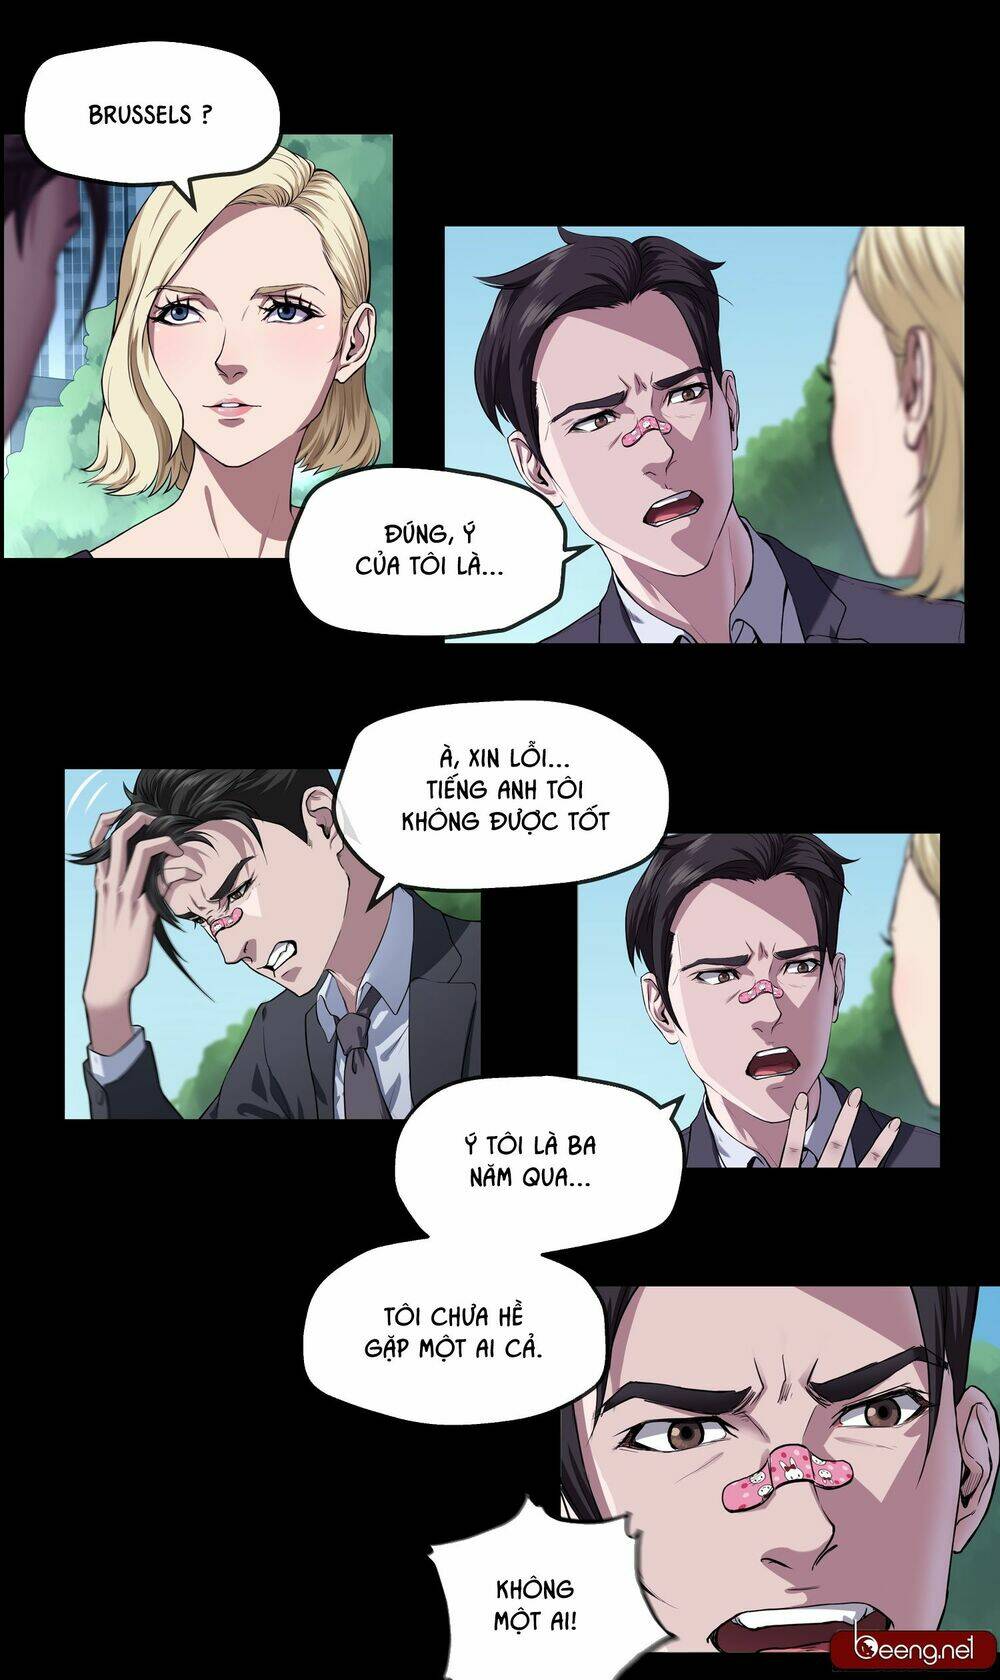 BRUSSELS ?
ĐÚNG, Ý
CỦA TÔI LÀ...
À, XIN LỖI...
TIẾNG ANH TÔI
KHÔNG ĐƯỢC TỐT
Ý TÔI LÀ BA
NĂM QUA...
TÔI CHƯA HỀ
GẶP MỘT AI CẢ.
KHÔNG
MỘT AI!
beeng.net